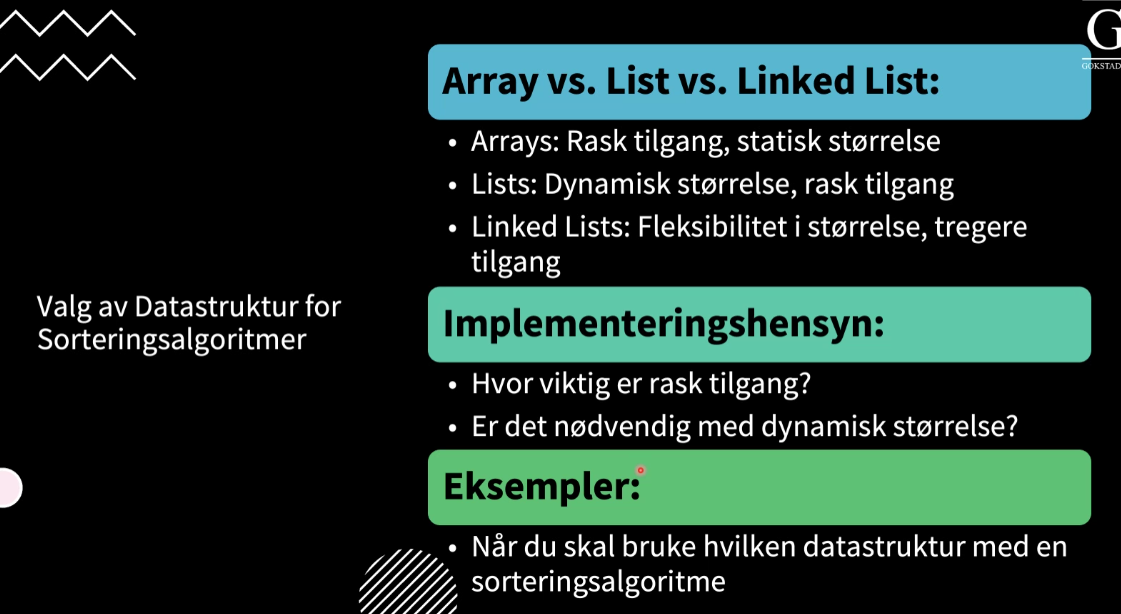 G
GOKSTAD
Array vs. List vs. Linked List:
• Arrays: Rask tilgang, statisk størrelse
• Lists: Dynamisk størrelse, rask tilgang
• Linked Lists: Fleksibilitet i størrelse, tregere
tilgang
Valg av Datastruktur for
Sorteringsalgoritmer
Implementeringshensyn:
• Hvor viktig er rask tilgang?
• Er det nødvendig med dynamisk størrelse?
Eksempler:
• Når du skal bruke hvilken datastruktur med en
sorteringsalgoritme